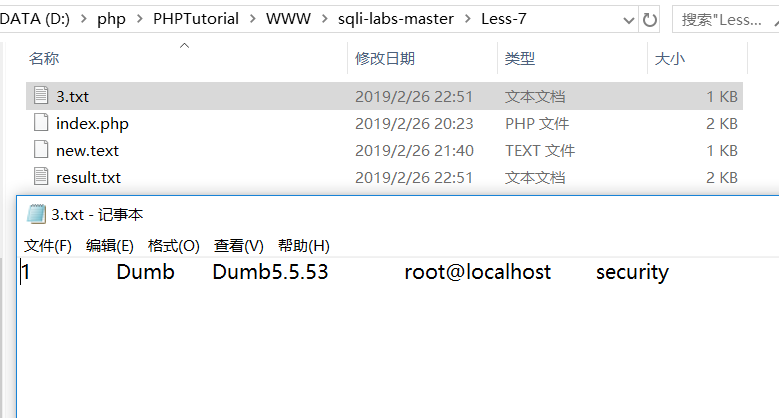 DATA (D:) › php › PHPTutorial › WWW › sqli-labs-master › Less-7 搜索"Less...
名称 修改日期 类型 大小
3.txt 2019/2/26 22:51 文本文档 1 KB
index.php 2019/2/26 20:23 PHP 文件 2 KB
new.text 2019/2/26 21:40 TEXT 文件 1 KB
result.txt 2019/2/26 22:51 文本文档 2 KB
3.txt - 记事本
文件(F) 编辑(E) 格式(O) 查看(V) 帮助(H)
1 Dumb Dumb5.5.53 root@localhost security